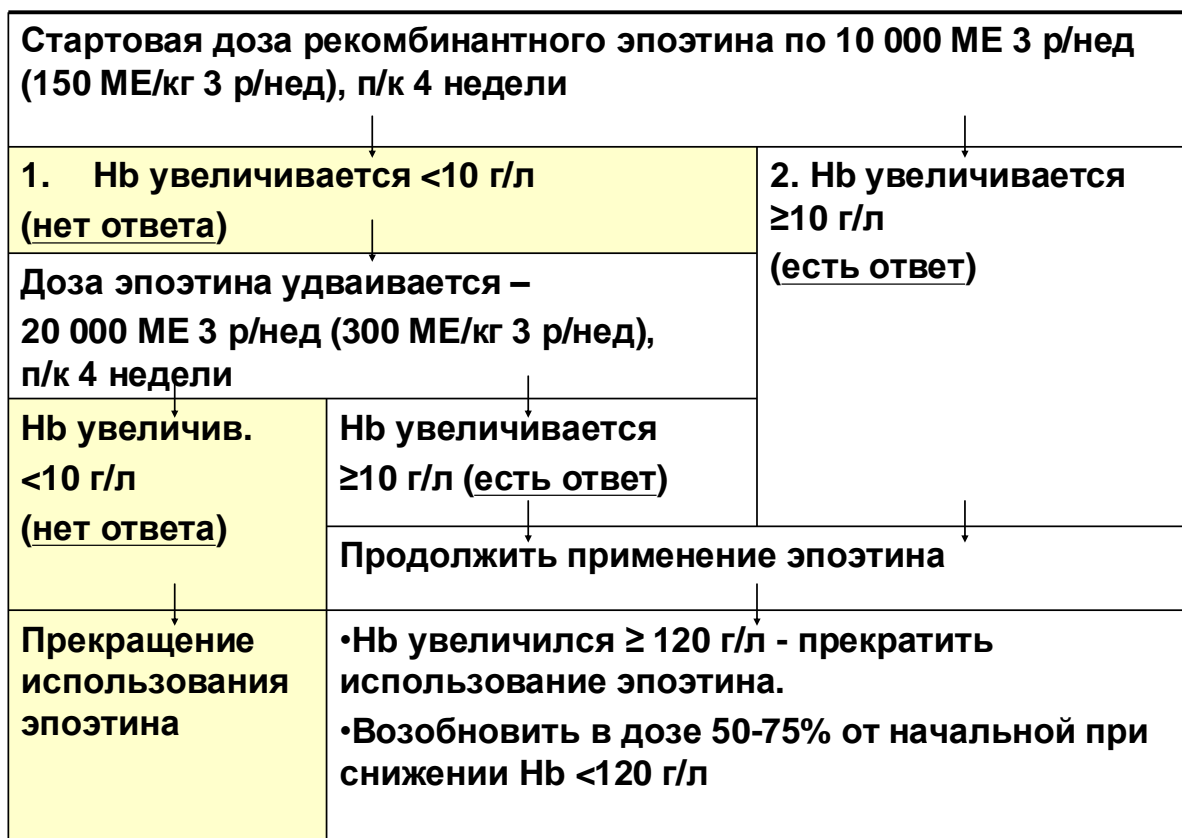 Стартовая доза рекомбинантного эпоэтина по 10 000 МЕ 3 р/нед
(150 МЕ/кг 3 р/нед), п/к 4 недели
1. Hb увеличивается <10 г/л
(нет ответа)
2. Hb увеличивается
≥10 г/л
(есть ответ)
Доза эпоэтина удваивается –
20 000 МЕ 3 р/нед (300 МЕ/кг 3 р/нед),
п/к 4 недели
Hb увеличив.
<10 г/л
(нет ответа)
Hb увеличивается
≥10 г/л (есть ответ)
Продолжить применение эпоэтина
Прекращение
использования
эпоэтина
•Hb увеличился ≥ 120 г/л - прекратить
использование эпоэтина.
•Возобновить в дозе 50-75% от начальной при
снижении Hb <120 г/л